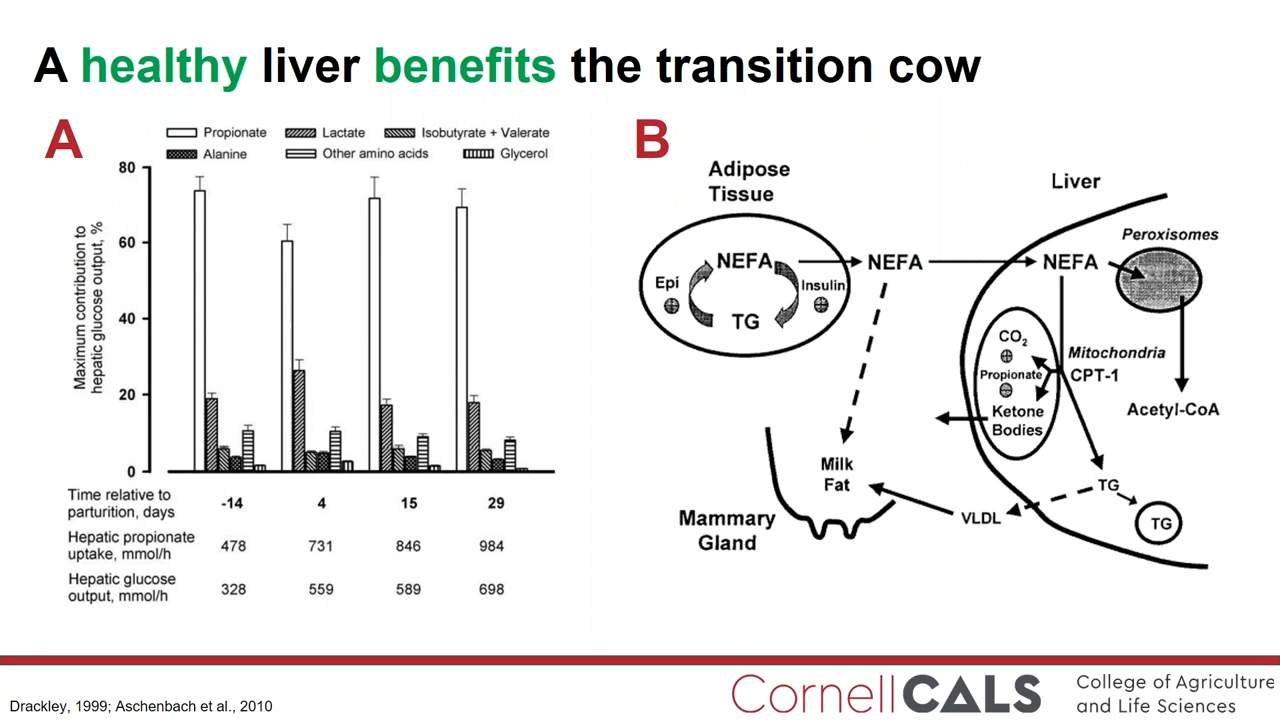 A healthy liver benefits the transition cow
A
Propionate
Lactate
Isobutyrate + Valerate
Alanine
Other amino acids
Glycerol
Maximum contribution to
hepatic glucose output, %
80
60
40
20
0
Time relative to
parturition, days
-14 4 15 29
Hepatic propionate
uptake, mmol/h
478 731 846 984
Hepatic glucose
output, mmol/h
328 559 589 698
B
Adipose
Tissue
Liver
Peroxisomes
NEFA
NEFA
NEFA
Epi
Insulin
TG
CO2
Mitochondria
Propionate
CPT-1
Ketone
Bodies
Acetyl-CoA
Milk
Fat
TG
TG
VLDL
Mammary
Gland
Drackley, 1999; Aschenbach et al., 2010
CornellCALS
College of Agriculture
and Life Sciences